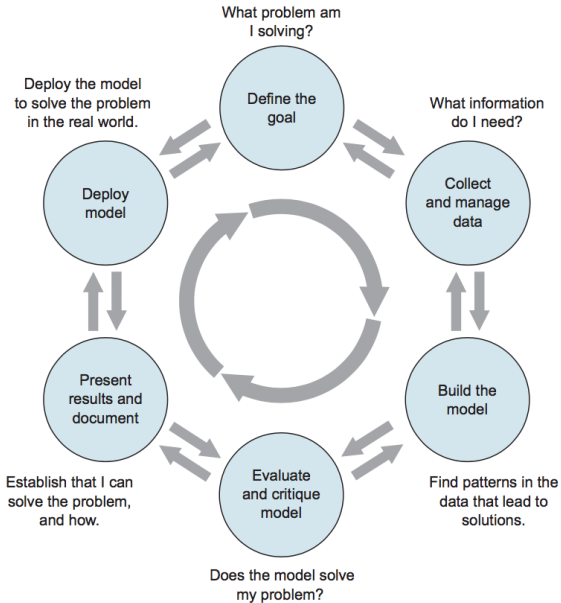 What problem am
I solving?
Define the
goal
What information
do I need?
Collect
and manage
data
Build the
model
Find patterns in the
data that lead to
solutions.
Evaluate
and critique
model
Does the model solve
my problem?
Present
results and
document
Establish that I can
solve the problem,
and how.
Deploy
model
Deploy the model
to solve the problem
in the real world.